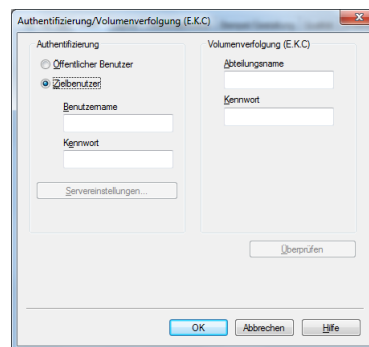 Authentifizierung/Volumenverfolgung (E.K.C)
Authentifizierung
Öffentlicher Benutzer
Zielbenutzer
Benutzername
Kennwort
Servereinstellungen...
Volumenverfolgung (E.K.C)
Abteilungsname
Kennwort
Überprüfen
OK
Abbrechen
Hilfe